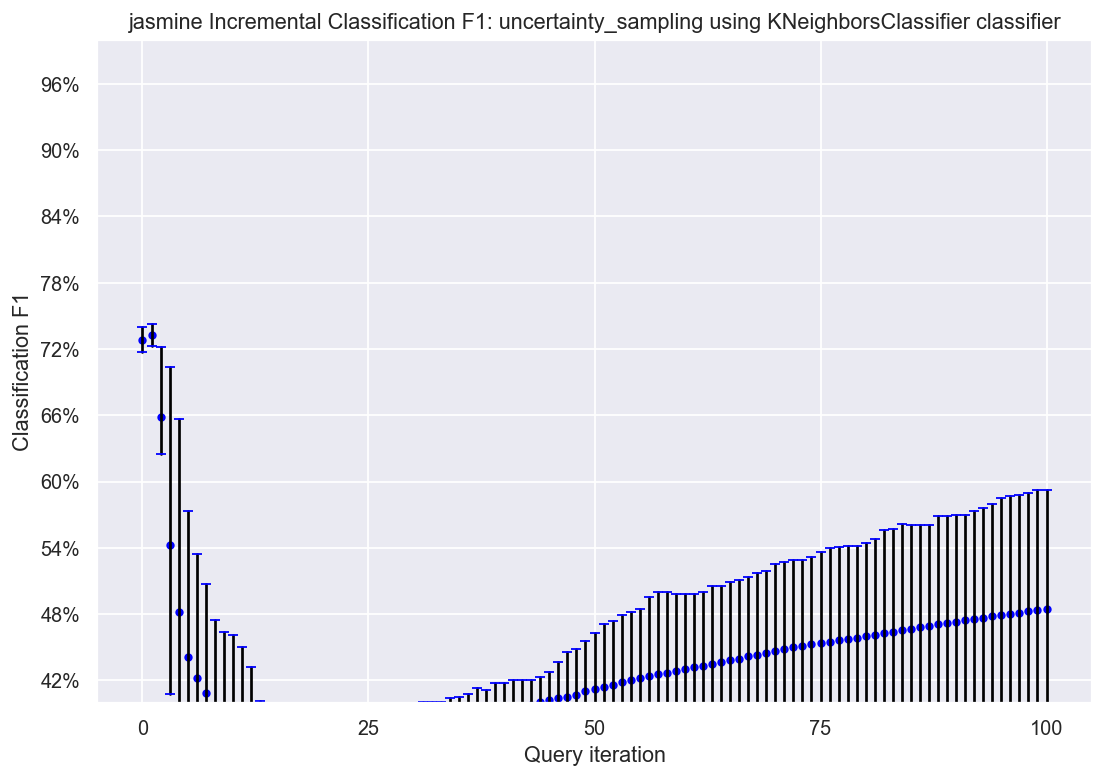 jasmine Incremental Classification F1: uncertainty_sampling using KNeighborsClassifier classifier
96%
90%
84%
78%
72%
66%
60%
54%
48%
42%
Classification F1
0 25 50 75 100
Query iteration